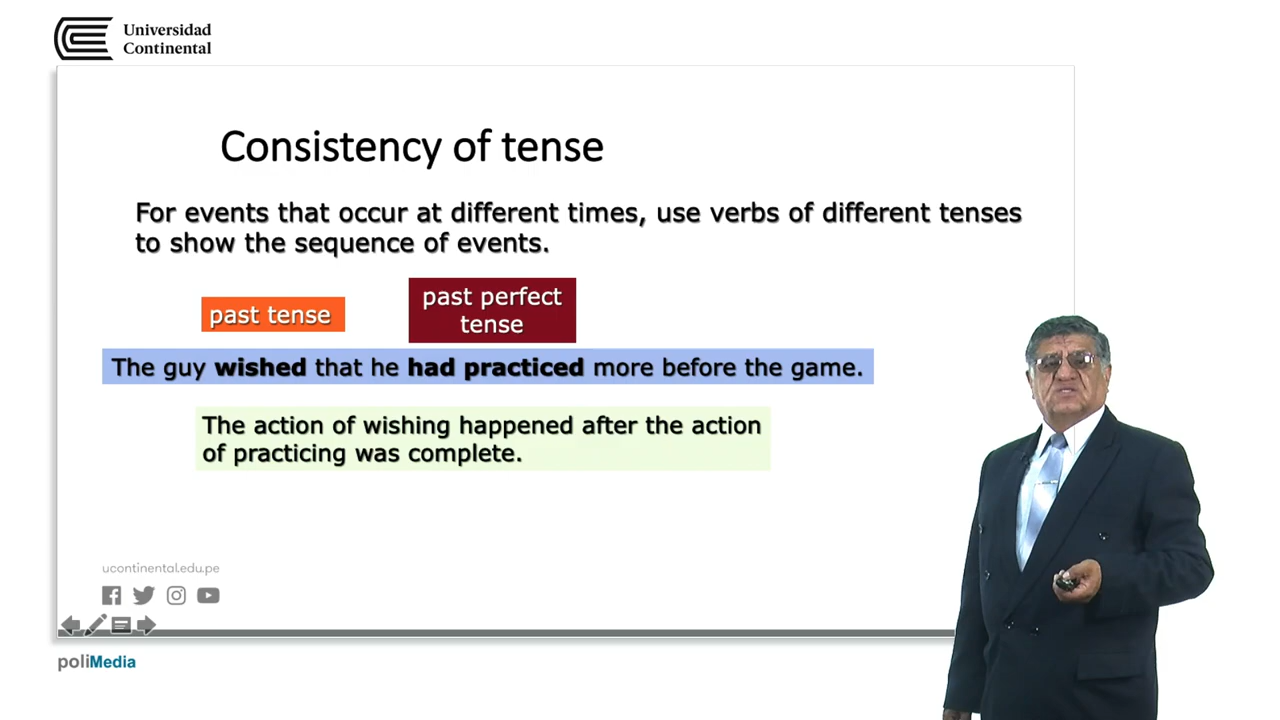 Universidad
Continental
Consistency of tense
For events that occur at different times, use verbs of different tenses
to show the sequence of events.
past tense
past perfect
tense
The guy wished that he had practiced more before the game.
The action of wishing happened after the action
of practicing was complete.
ucontinental.edu.pe
poliMedia